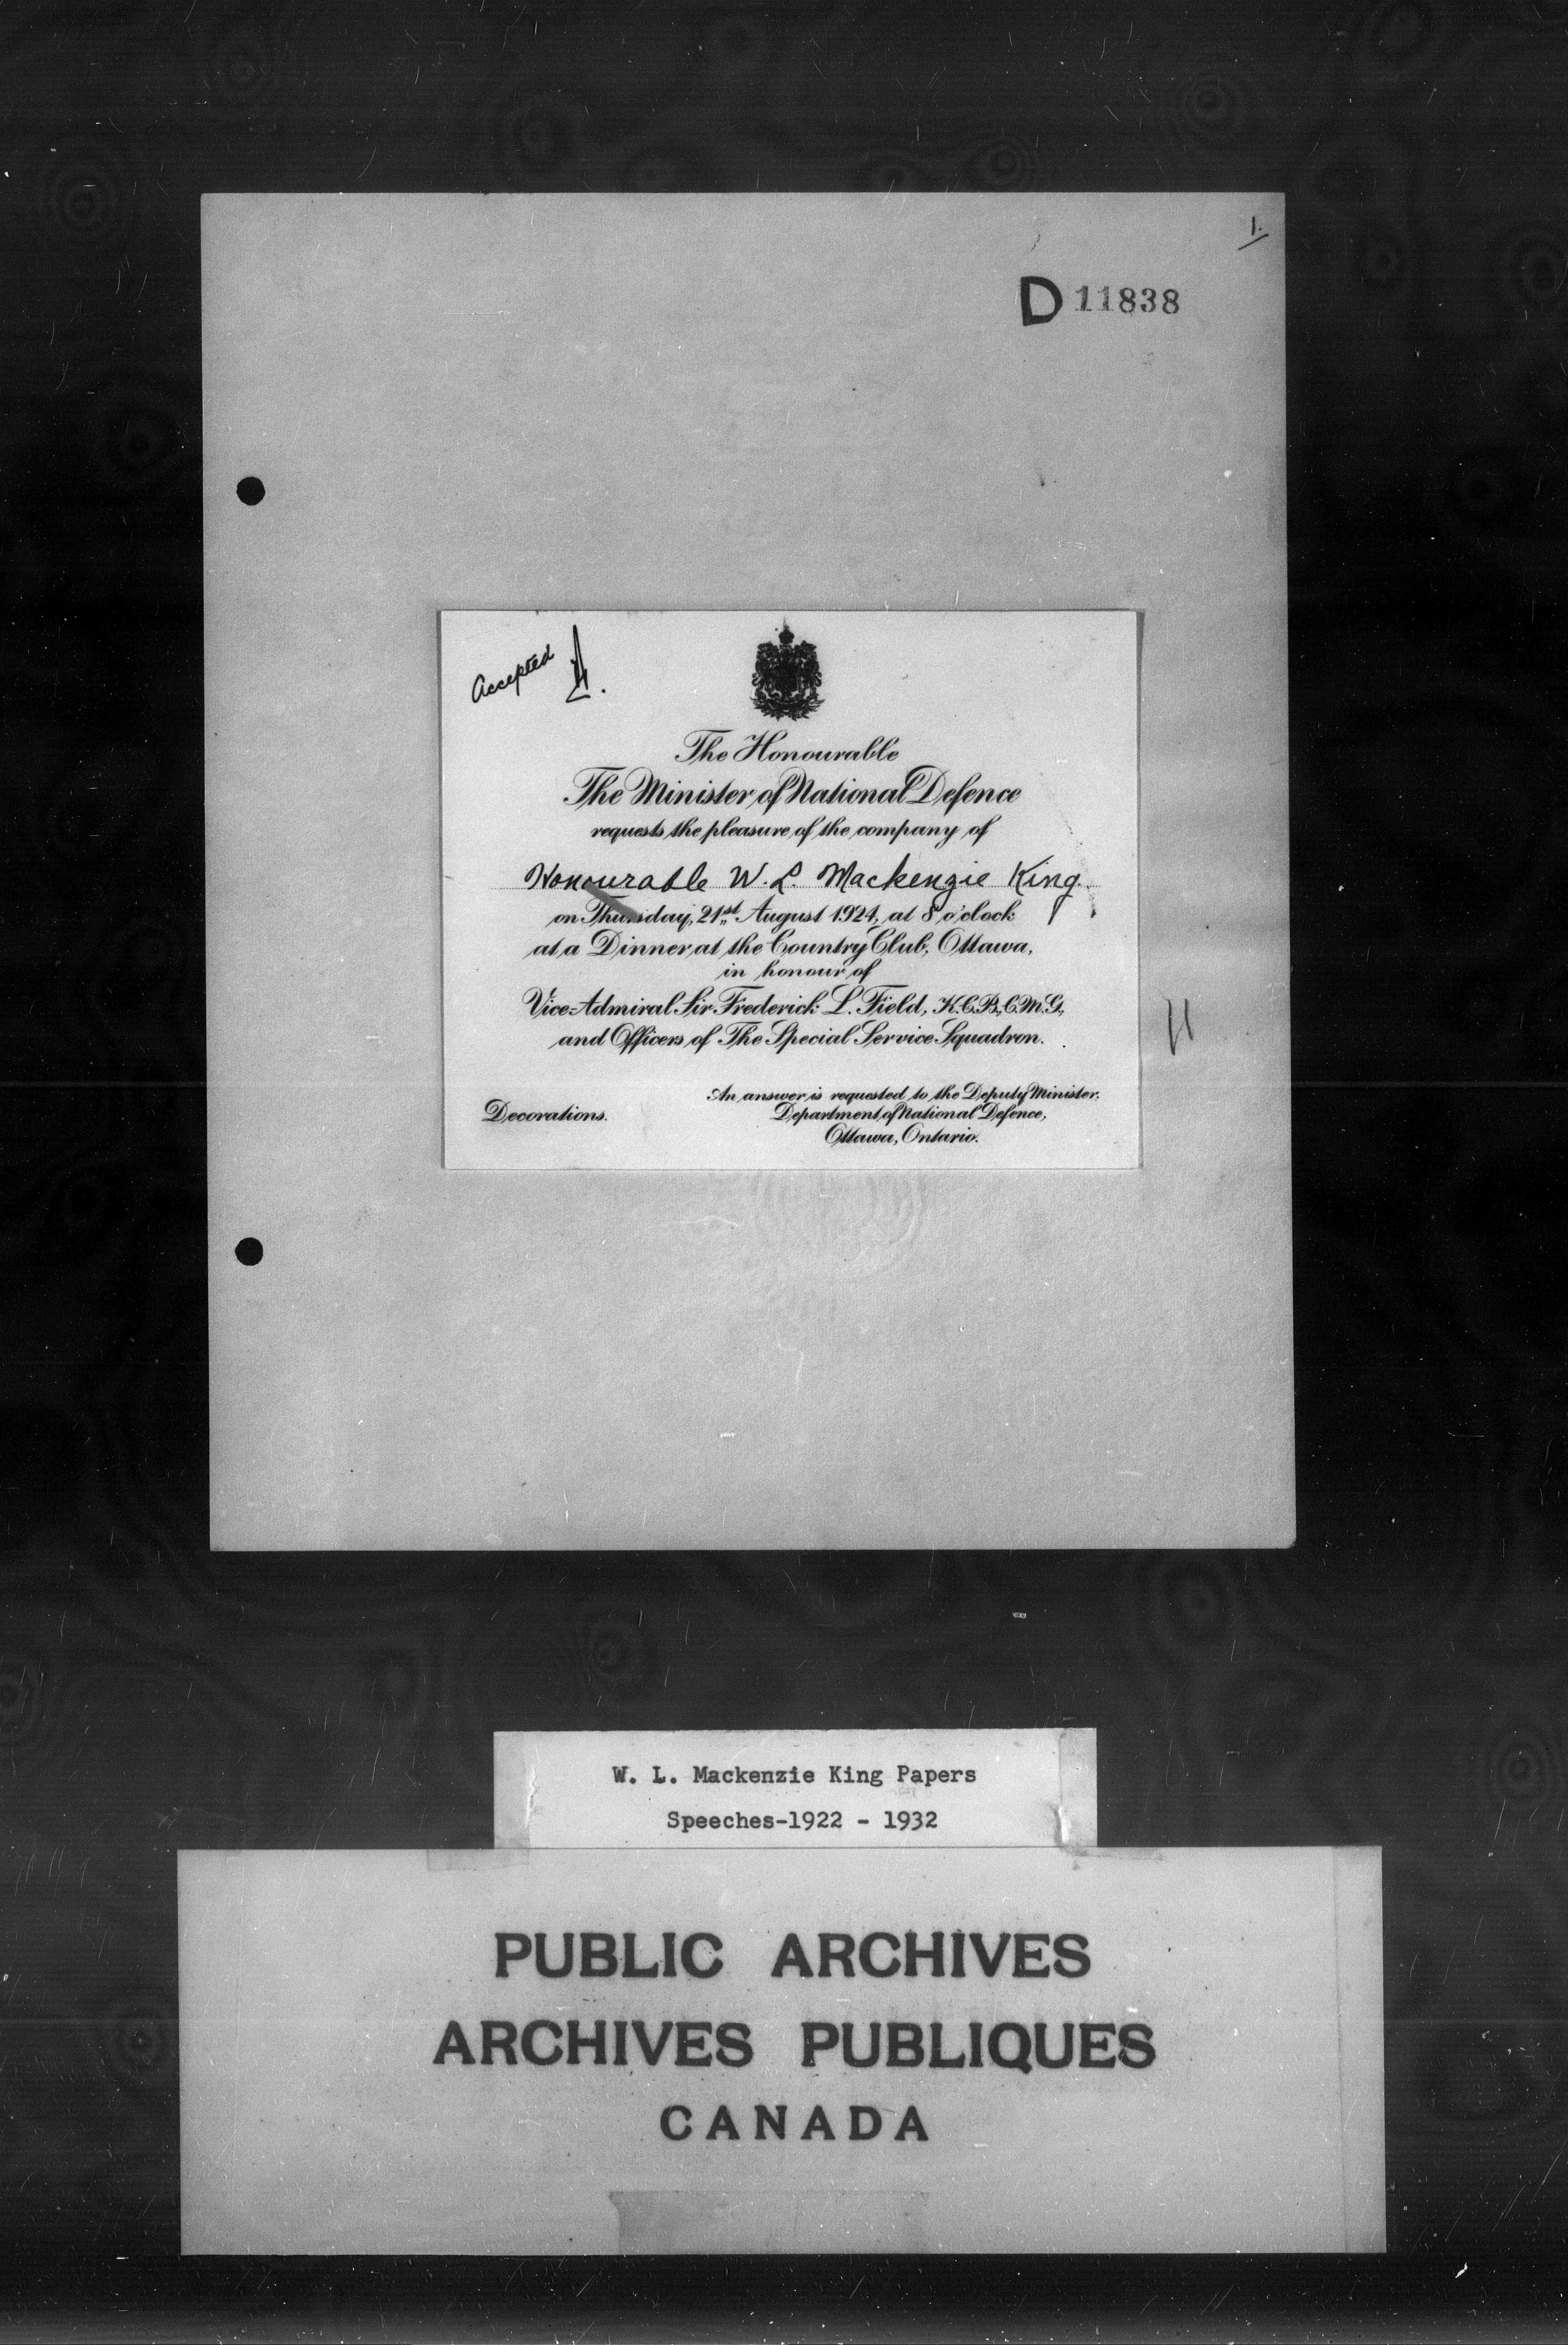 1.
D 11838
Accepted
The Honourable
The Minister of National Defence
requests the pleasure of the company of
Honourable W. L. Mackenzie King.
on Thursday, 21st August 1924, at 8 o'clock
at a Dinner at the Country Club, Ottawa,
in honour of
Vice-Admiral Sir Frederick L. Field, K.C.B., C.M.G.,
and Officers of The Special Service Squadron.
An answer is requested to the Deputy Minister,
Decorations.
Department of National Defence,
Ottawa, Ontario.
W. L. Mackenzie King Papers
Speeches-1922 - 1932
PUBLIC ARCHIVES
ARCHIVES PUBLIQUES
CANADA